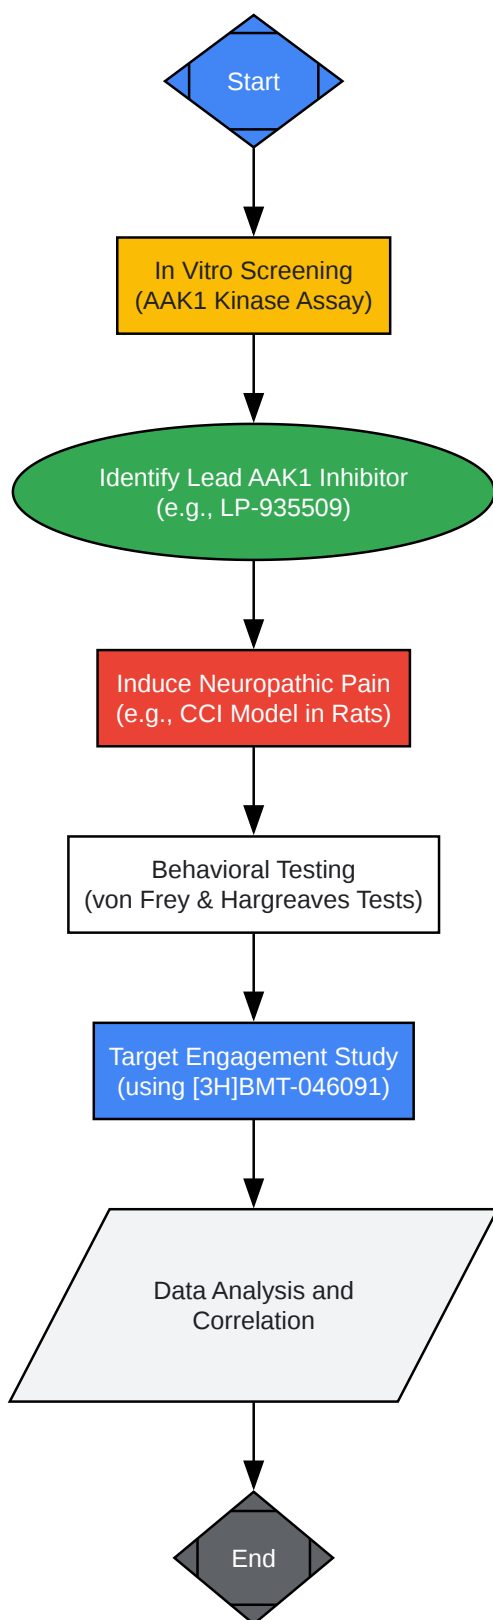 Start
In Vitro Screening
(AAK1 Kinase Assay)
Identify Lead AAK1 Inhibitor
(e.g., LP-935509)
Induce Neuropathic Pain
(e.g., CCI Model in Rats)
Behavioral Testing
(von Frey & Hargreaves Tests)
Target Engagement Study
(using [3H]BMT-046091)
Data Analysis and
Correlation
End